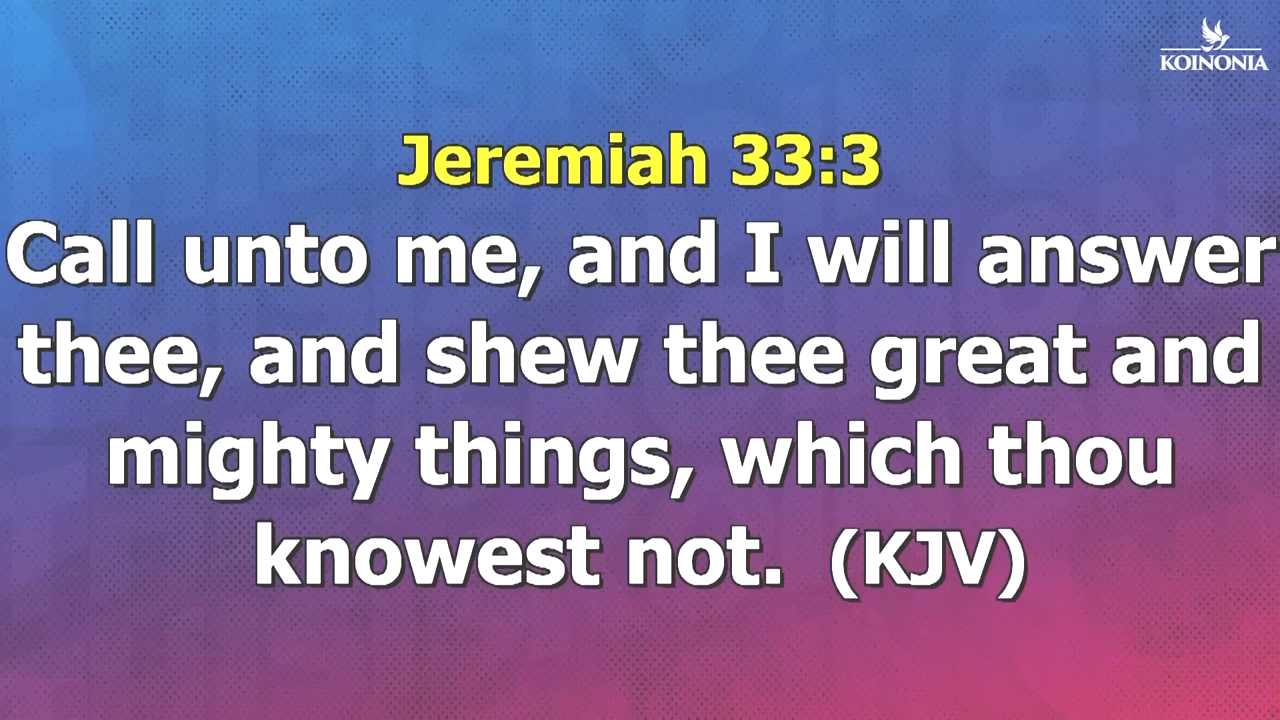 KOINONIA
Jeremiah 33:3
Call unto me, and I will answer
thee, and shew thee great and
mighty things, which thou
knowest not. (KJV)